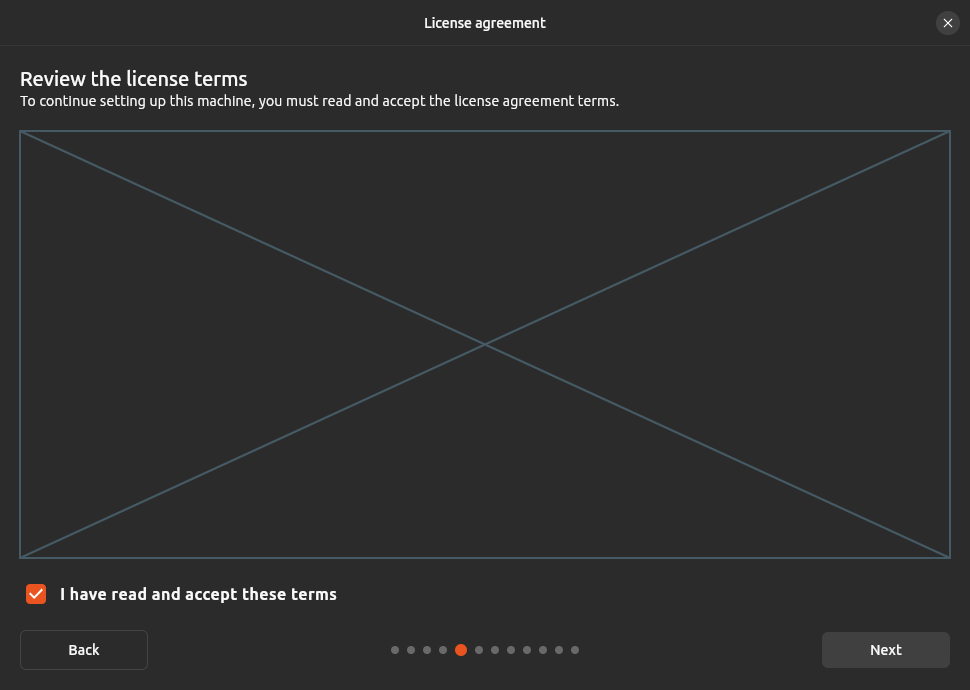 License agreement
Review the license terms
To continue setting up this machine, you must read and accept the license agreement terms.
I have read and accept these terms
Back
Next